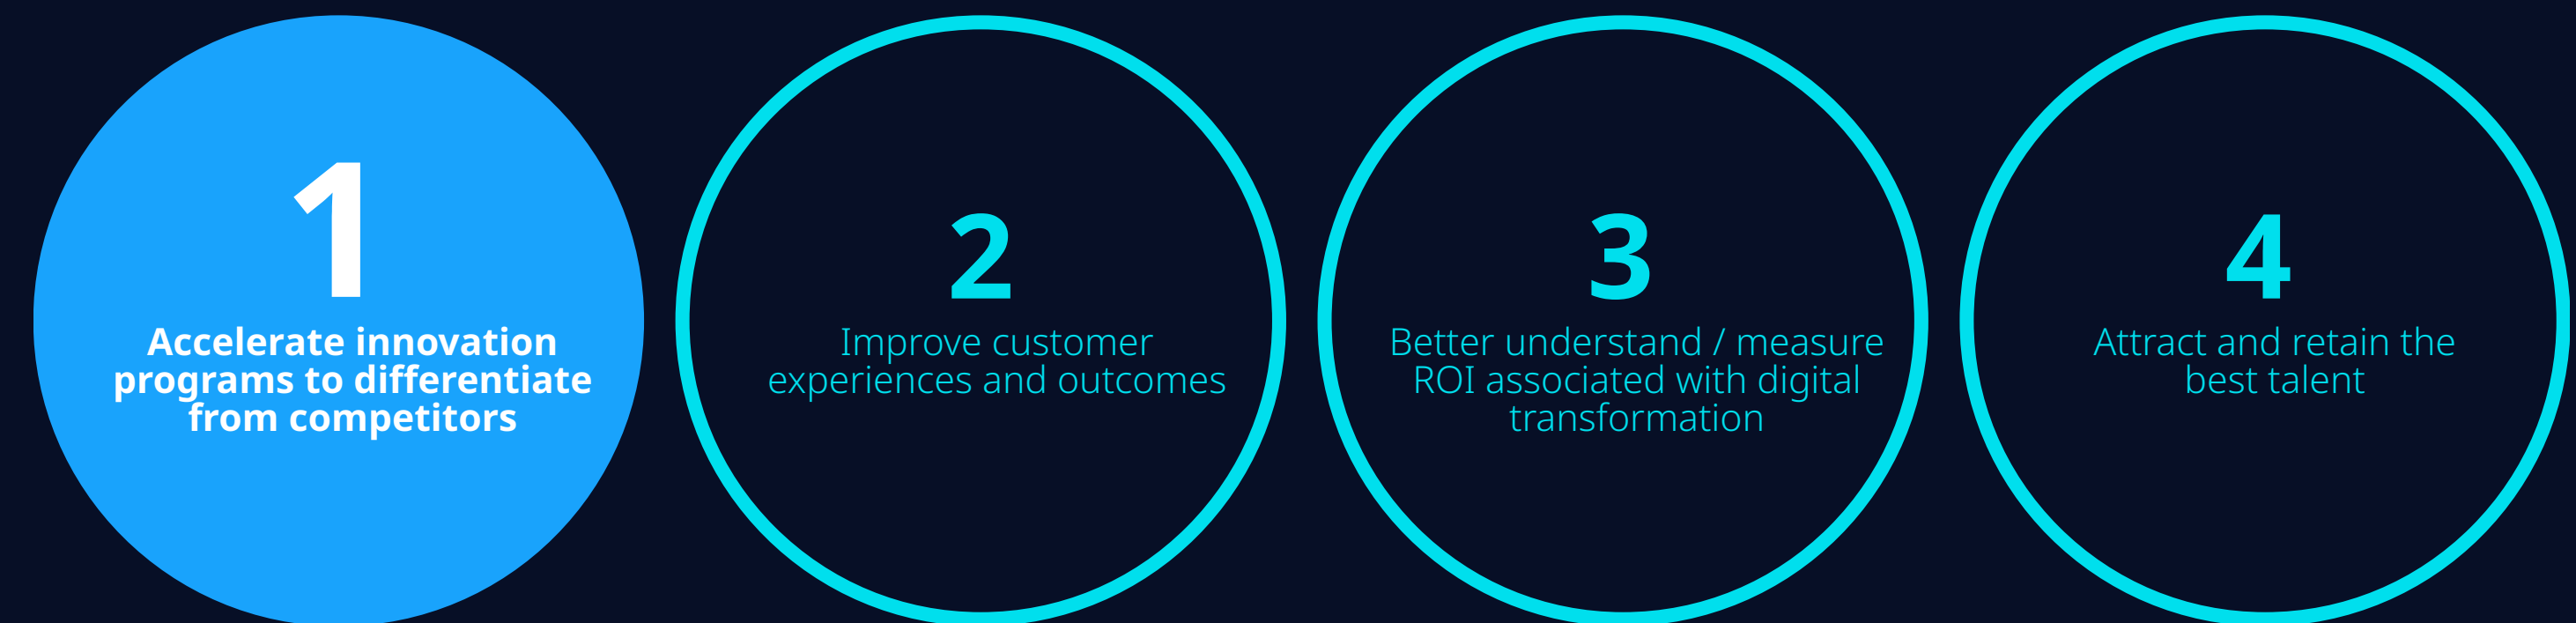 1
Accelerate innovation
programs to differentiate
from competitors
2
Improve customer
experiences and outcomes
3
Better understand / measure
ROI associated with digital
transformation
4
Attract and retain the
best talent